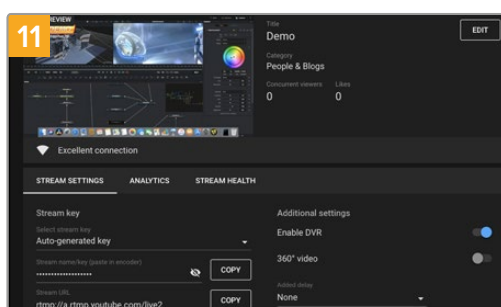 11
PREVIEW
Title
Demo
EDIT
Category
People & Blogs
Concurrent viewers Likes
0 0
Excellent connection
STREAM SETTINGS ANALYTICS STREAM HEALTH
Stream key
Additional settings
Select stream key
Auto-generated key
Enable DVR
360° video
Stream name/key (paste in encoder)
COPY
Added delay
None
Stream URL
rtmp://a.rtmp.youtube.com/live2
COPY